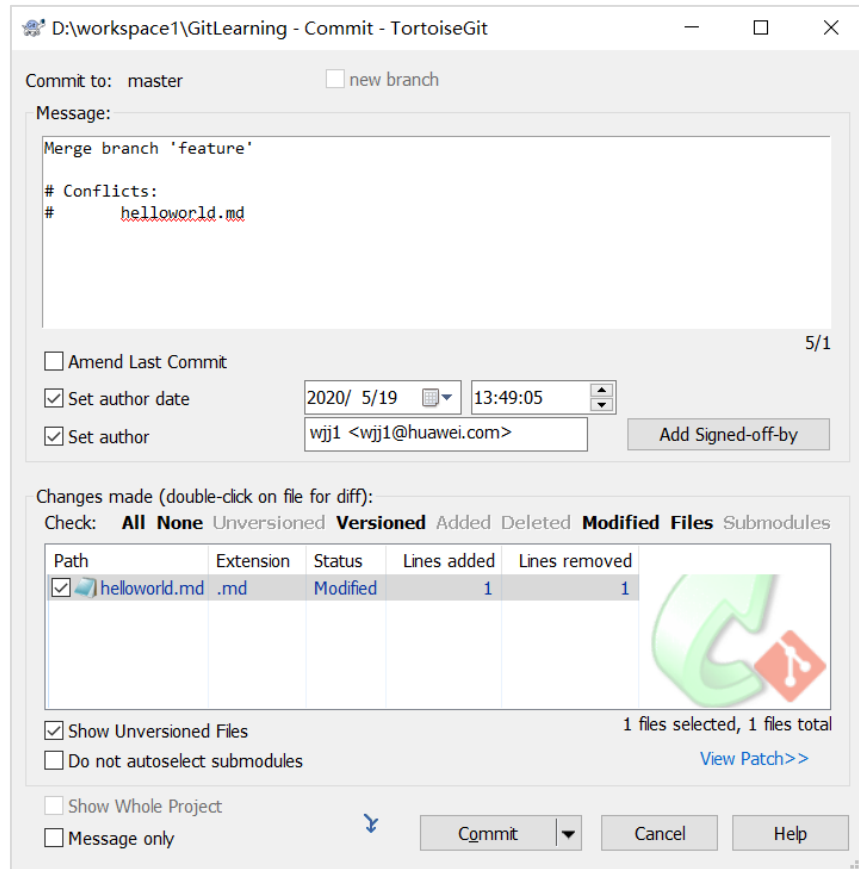 D:\workspace1\GitLearning - Commit - TortoiseGit
Commit to: master new branch
Message:
Merge branch 'feature'
# Conflicts:
# helloworld.md
5/1
Amend Last Commit
Set author date 2020/ 5/19 13:49:05
Set author wjj1 <wjj1@huawei.com> Add Signed-off-by
Changes made (double-click on file for diff):
Check: All None Unversioned Versioned Added Deleted Modified Files Submodules
Path Extension Status Lines added Lines removed
helloworld.md .md Modified 1 1
Show Unversioned Files 1 files selected, 1 files total
Do not autoselect submodules View Patch>>
Show Whole Project
Message only Commit Cancel Help